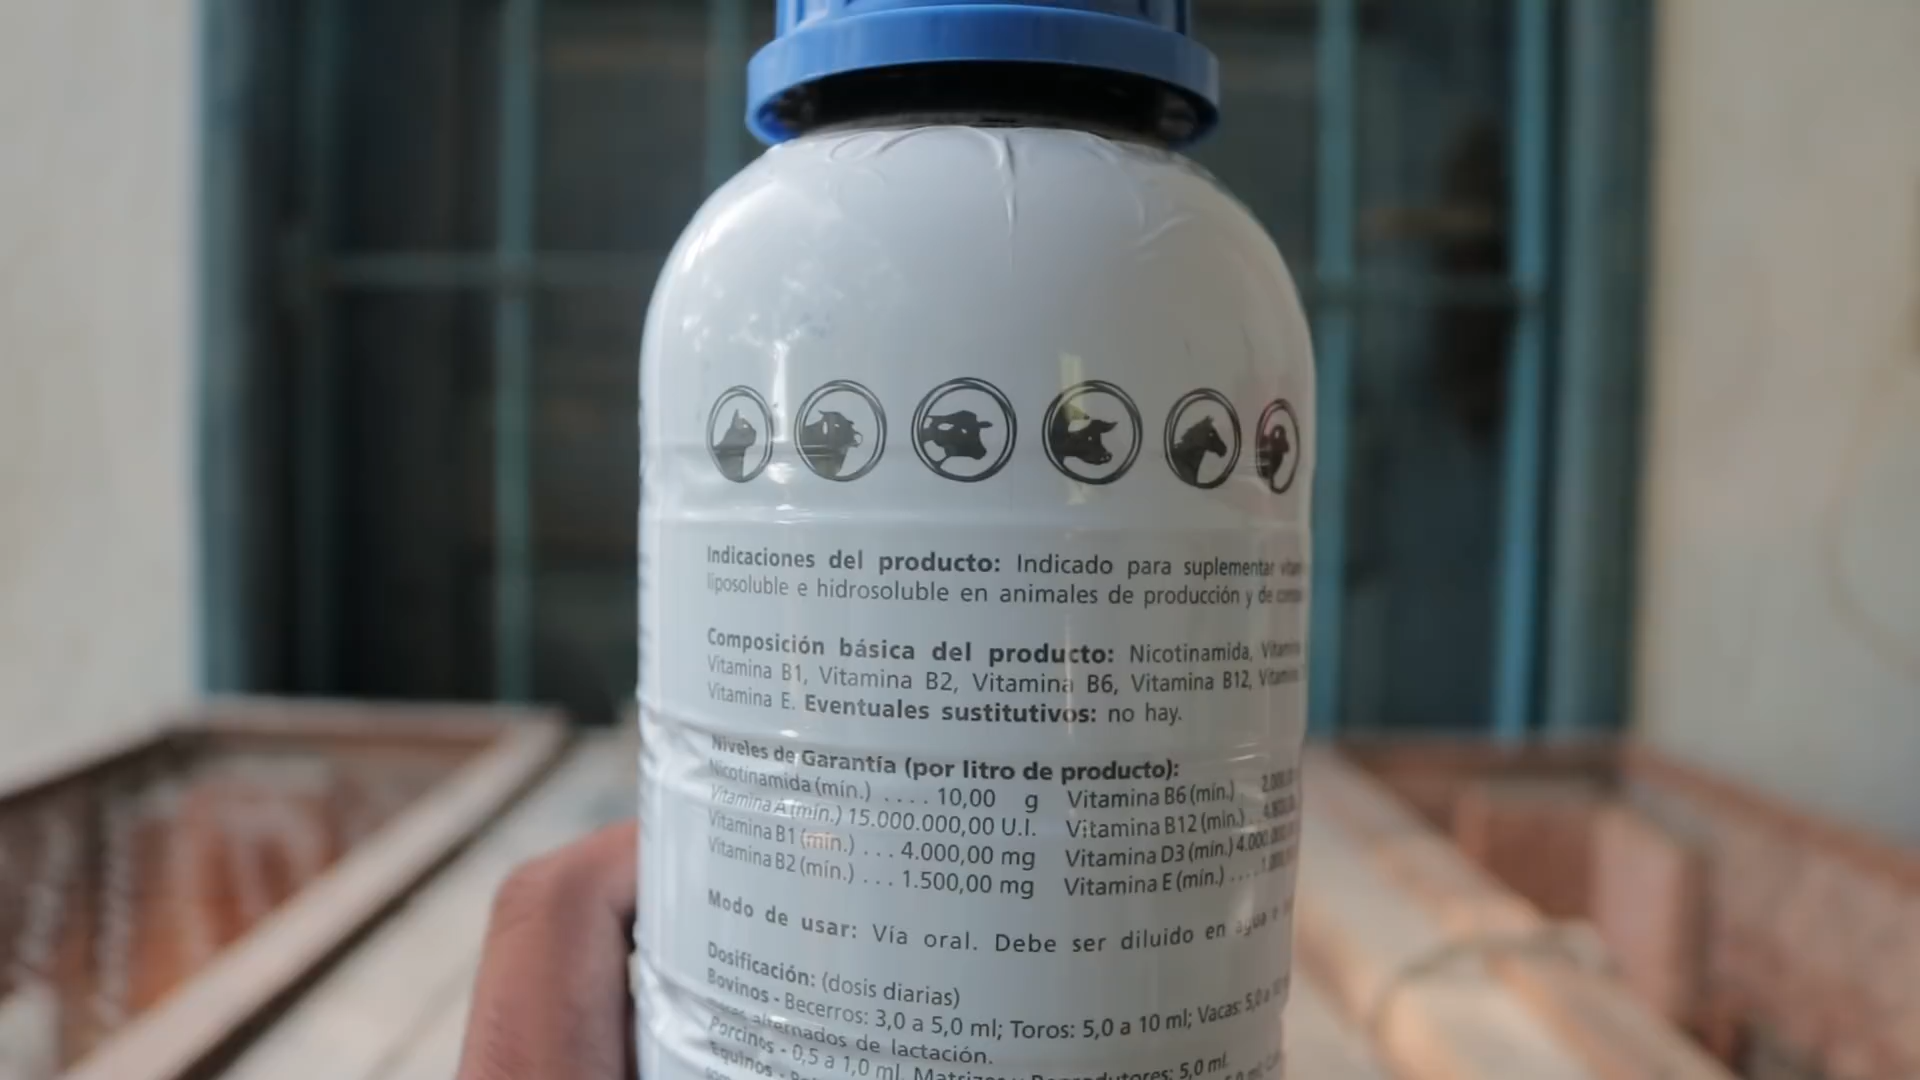 Indicaciones del producto: Indicado para suplementar
liposoluble e hidrosoluble en animales de producción y de
Composición básica del producto: Nicotinamida,
Vitamina B1, Vitamina B2, Vitamina B6, Vitamina B12,
Vitamina E. Eventuales sustitutivos: no hay.
Niveles de Garantía (por litro de producto):
Nicotinamida (mín.) .... 10,00 g Vitamina B6 (mín.)
Vitamina A (mín.) 15.000.000,00 U.I. Vitamina B12 (mín.)
Vitamina B1 (mín.) ... 4.000,00 mg Vitamina D3 (mín.)
Vitamina B2 (mín.) ... 1.500,00 mg Vitamina E (mín.) ....
Modo de usar: Vía oral. Debe ser diluido en agua
Dosificación: (dosis diarias)
Bovinos - Becerros: 3,0 a 5,0 ml; Toros: 5,0 a 10 ml; Vacas: 5,0 a
alternados de lactación.
Porcinos - 0,5 a 1,0 ml. 5,0 ml.
Equinos -